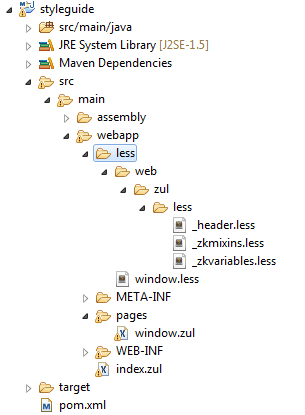 styleguide
src/main/java
JRE System Library [J2SE-1.5]
Maven Dependencies
src
main
assembly
webapp
less
web
zul
less
_header.less
_zkmixins.less
_zkvariables.less
window.less
META-INF
pages
window.zul
WEB-INF
index.zul
target
pom.xml